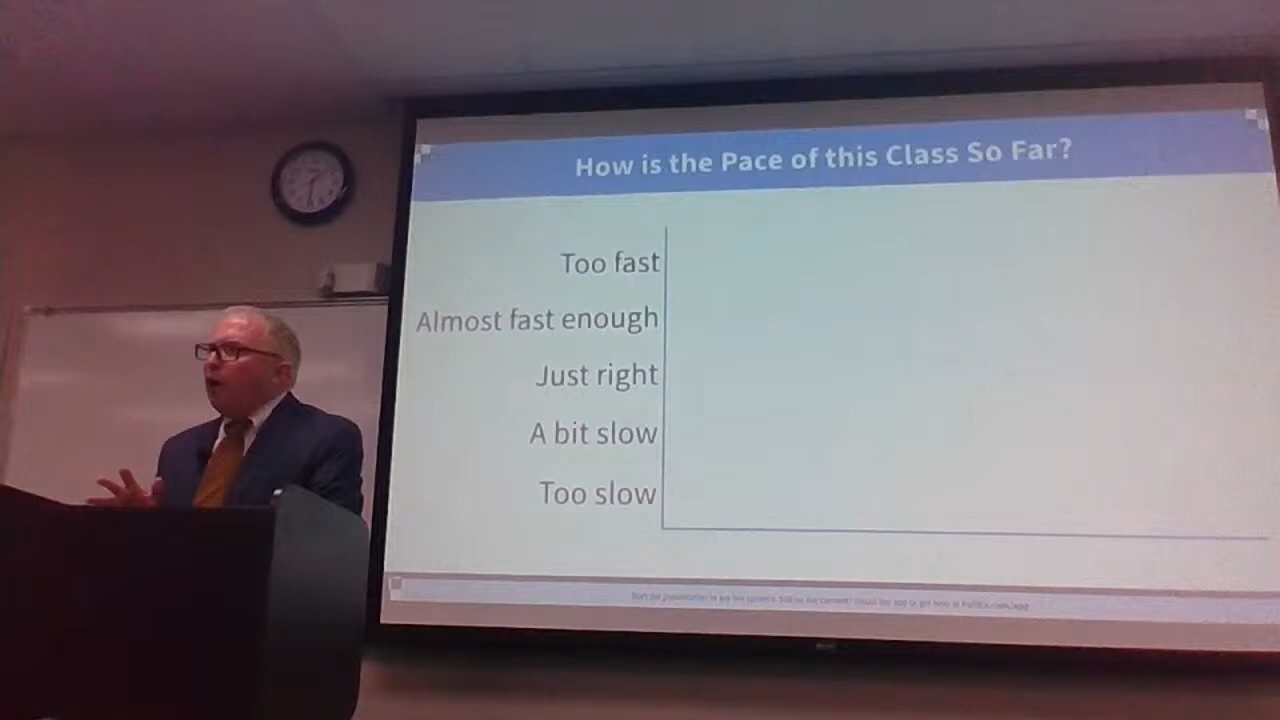 How is the Pace of this Class So Far?
Too fast
Almost fast enough
Just right
A bit slow
Too slow